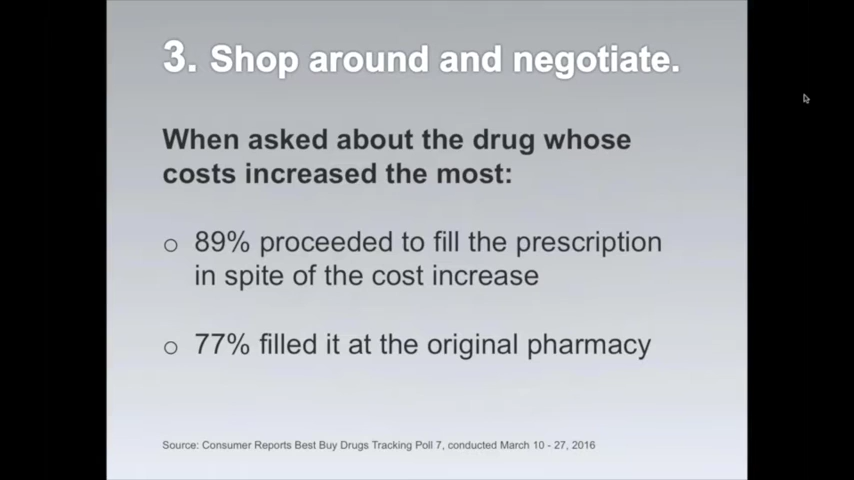 3. Shop around and negotiate.
When asked about the drug whose
costs increased the most:
o 89% proceeded to fill the prescription
in spite of the cost increase
o 77% filled it at the original pharmacy
Source: Consumer Reports Best Buy Drugs Tracking Poll 7, conducted March 10 - 27, 2016